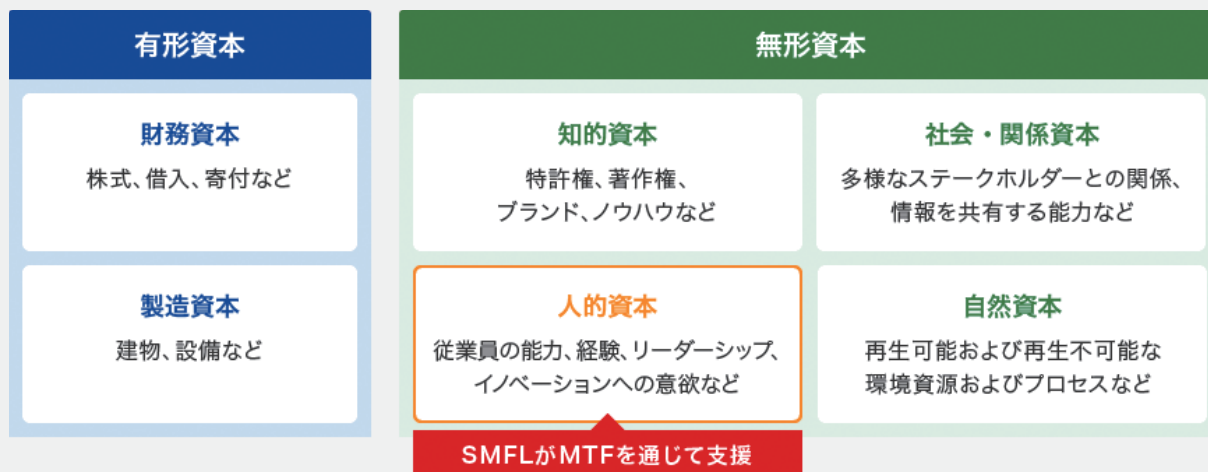 有形資本
財務資本
株式、借入、寄付など
製造資本
建物、設備など
無形資本
知的資本
特許権、著作権、
ブランド、ノウハウなど
社会・関係資本
多様なステークホルダーとの関係、
情報を共有する能力など
人的資本
従業員の能力、経験、リーダーシップ、
イノベーションへの意欲など
自然資本
再生可能および再生不可能な
環境資源およびプロセスなど
SMFLがMTFを通じて支援